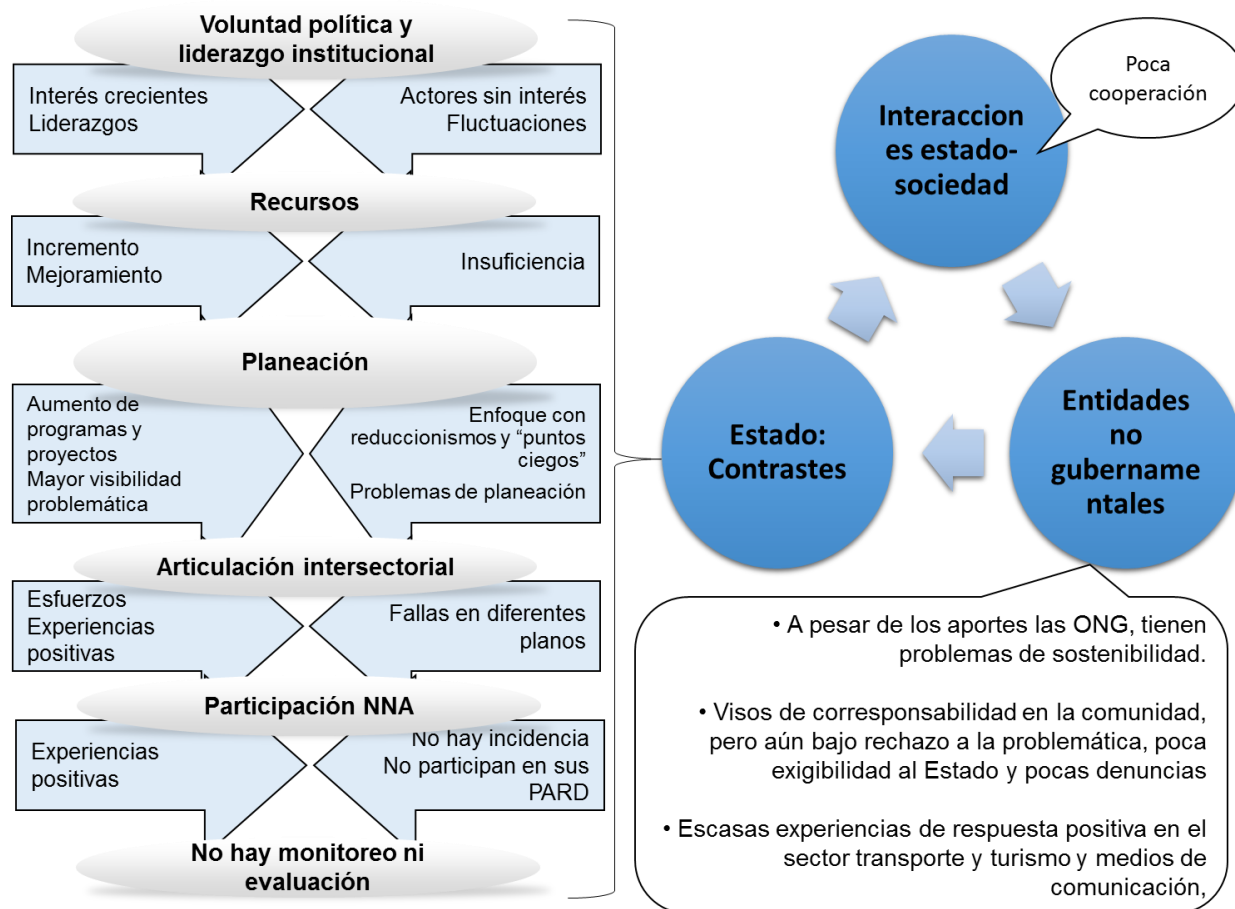 Voluntad política y
liderazgo institucional
Interés crecientes
Liderazgos
Actores sin interés
Fluctuaciones
Recursos
Incremento
Mejoramiento
Insuficiencia
Planeación
Aumento de
programas y
proyectos
Mayor visibilidad
problemática
Enfoque con
reduccionismos y “puntos
ciegos”
Problemas de planeación
Articulación intersectorial
Esfuerzos
Experiencias
positivas
Fallas en diferentes
planos
Participación NNA
Experiencias
positivas
No hay incidencia
No participan en sus
PARD
No hay monitoreo ni
evaluación
Poca
cooperación
Interaccion
es estado-
sociedad
Estado:
Contrastes
Entidades
no
gubername
ntales
• A pesar de los aportes las ONG, tienen
problemas de sostenibilidad.
• Visos de corresponsabilidad en la comunidad,
pero aún bajo rechazo a la problemática, poca
exigibilidad al Estado y pocas denuncias
• Escasas experiencias de respuesta positiva en el
sector transporte y turismo y medios de
comunicación,